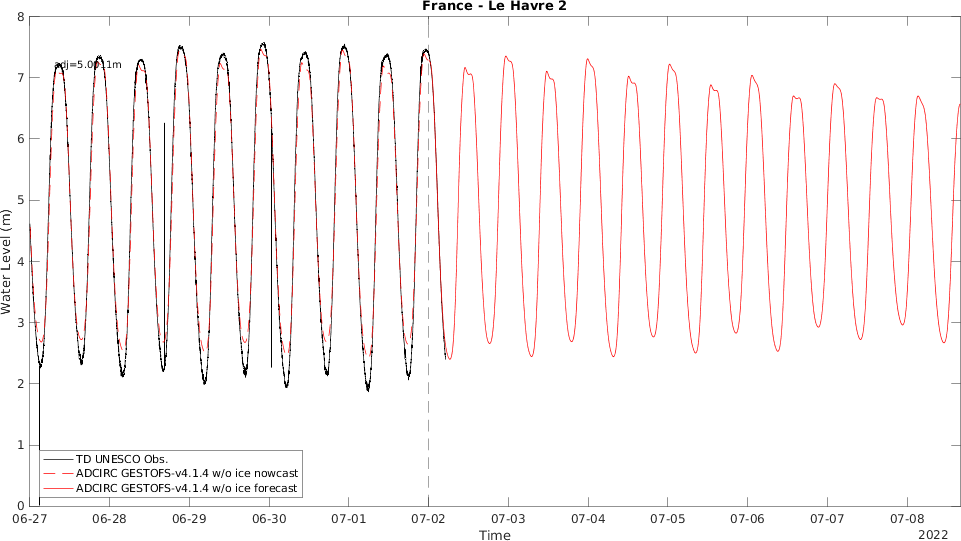 France - Le Havre 2
8
7
6
5
4
3
2
1
0
Water Level (m)
TD UNESCO Obs.
ADCIRC GESTOFS-v4.1.4 w/o ice nowcast
ADCIRC GESTOFS-v4.1.4 w/o ice forecast
06-27 06-28 06-29 06-30 07-01 07-02 07-03 07-04 07-05 07-06 07-07 07-08
Time
2022